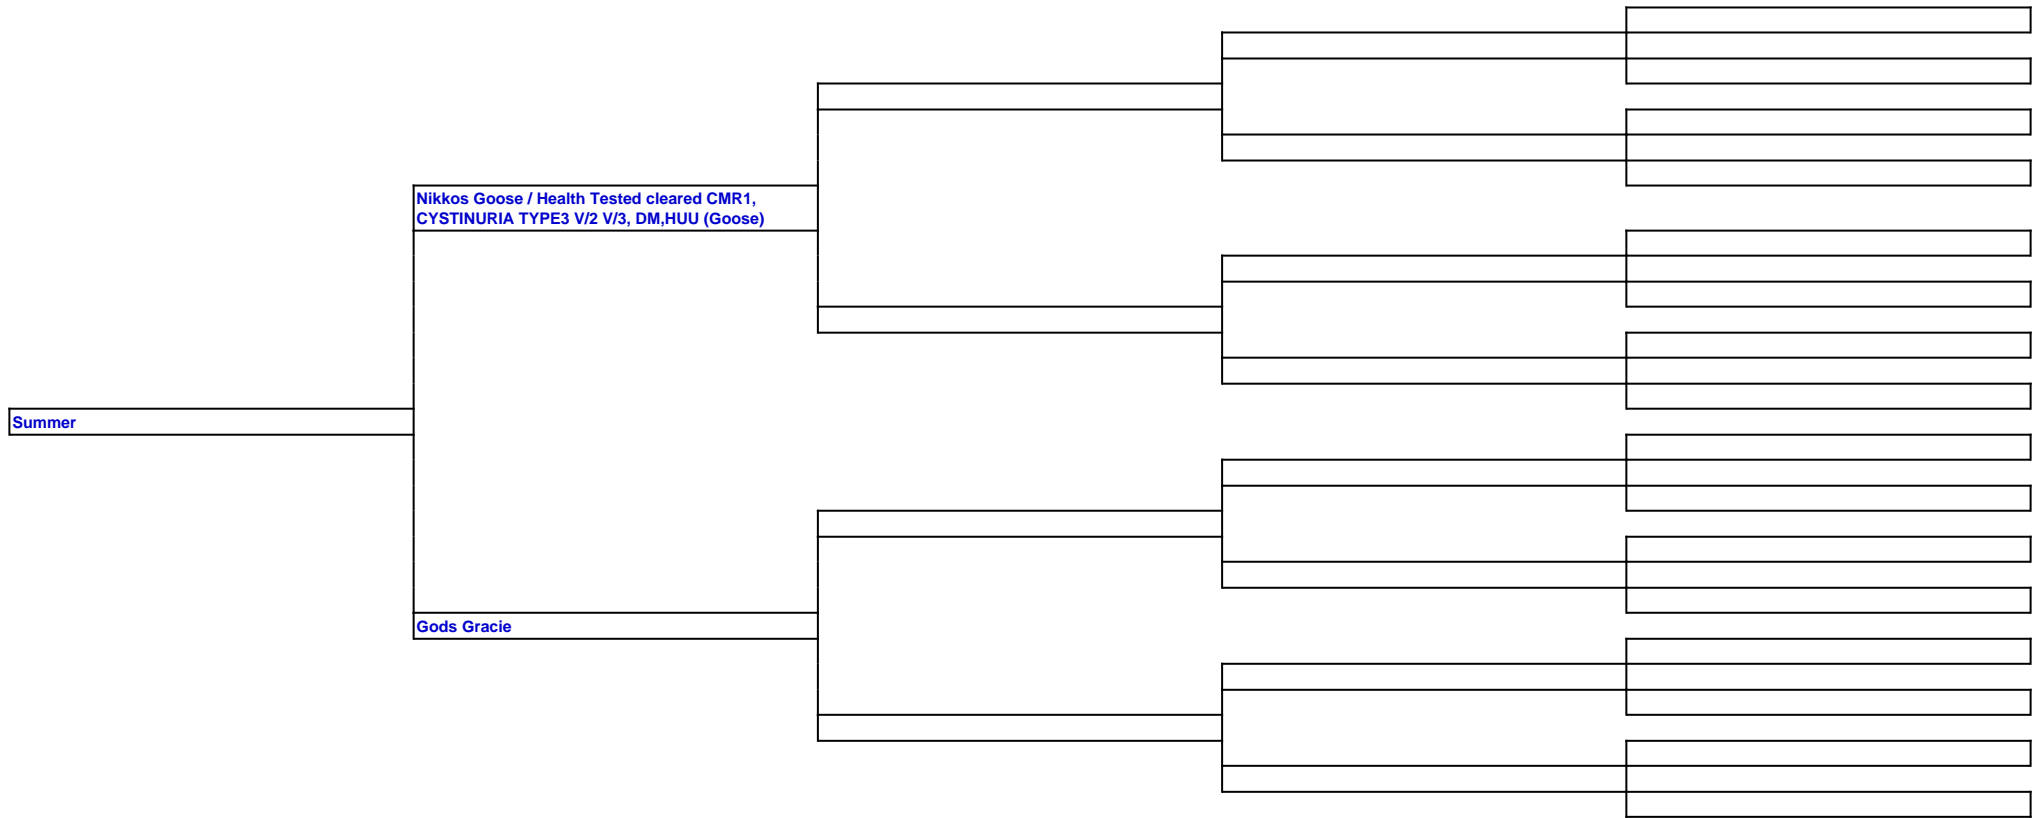 Nikkos Goose / Health Tested cleared CMR1,
CYSTINURIA TYPE3 V/2 V/3, DM,HUU (Goose)
Summer
Gods Gracie